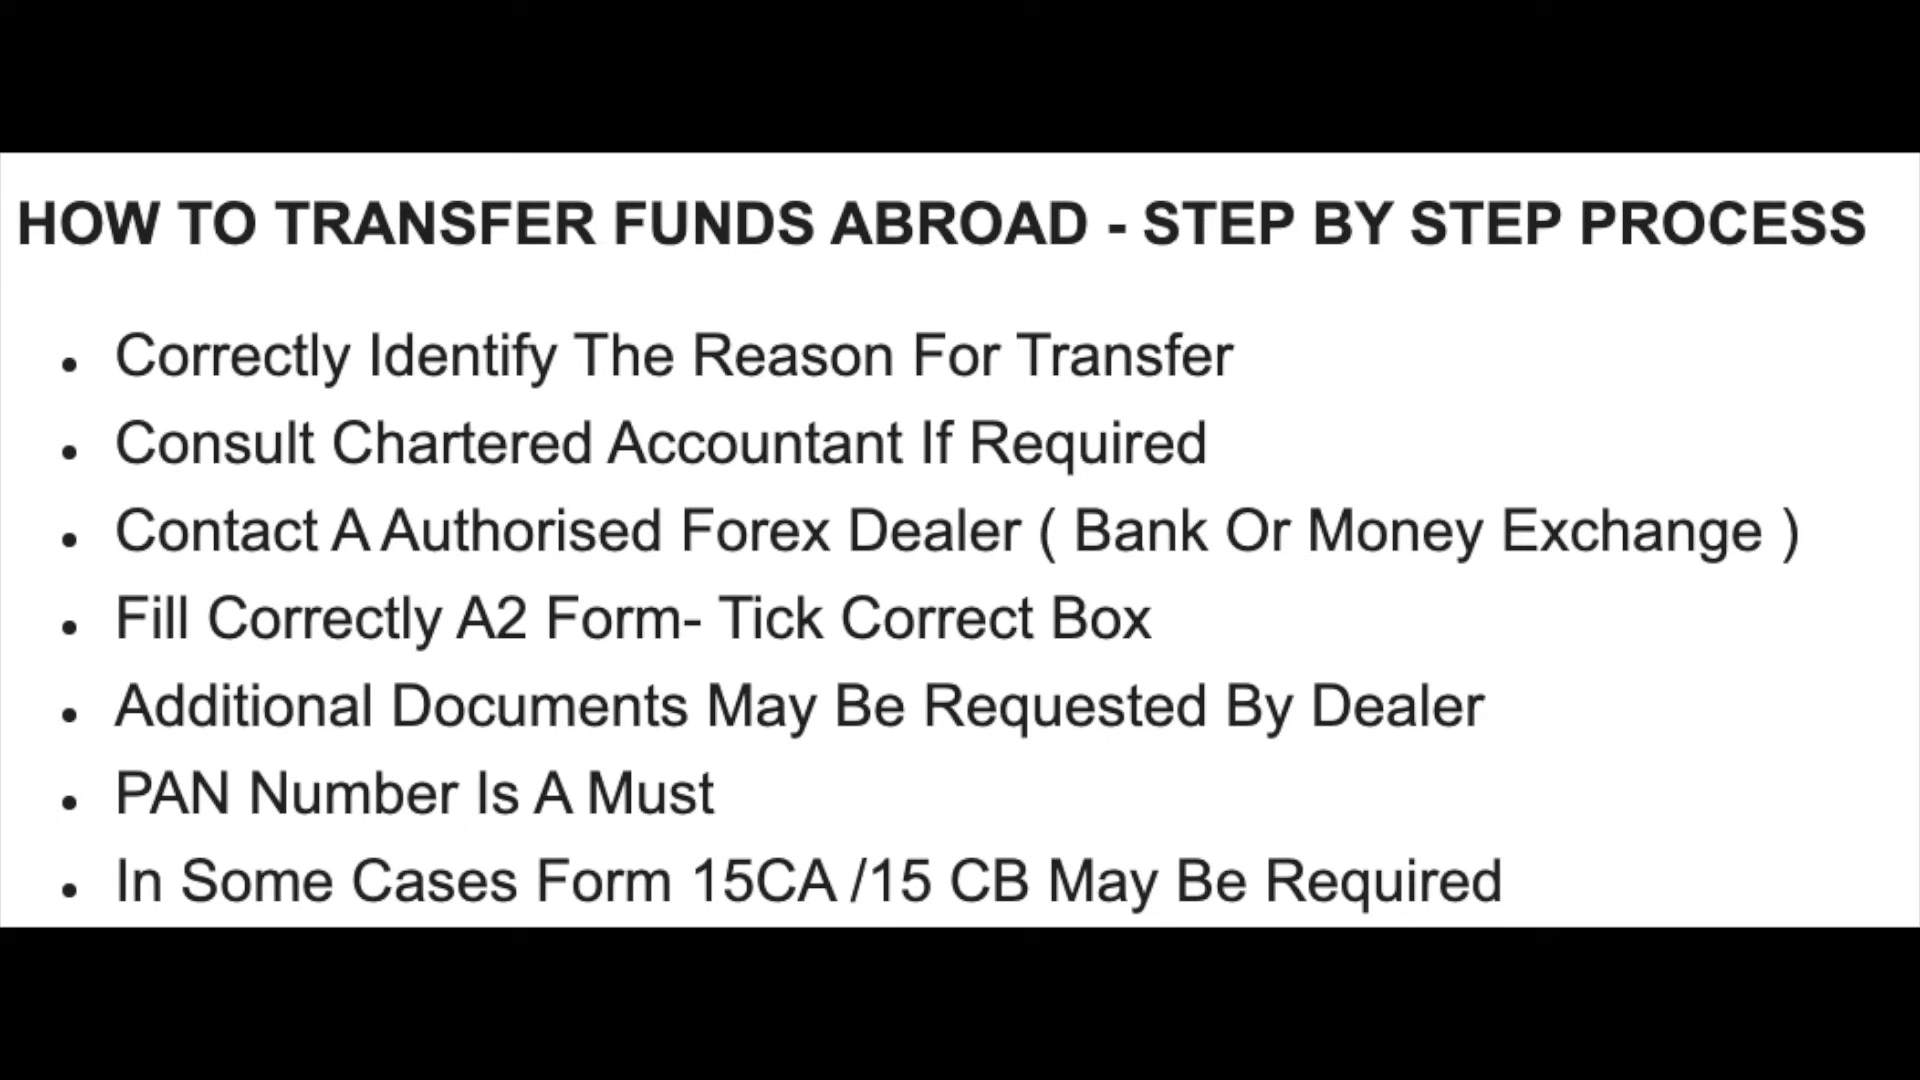 HOW TO TRANSFER FUNDS ABROAD - STEP BY STEP PROCESS
• Correctly Identify The Reason For Transfer
• Consult Chartered Accountant If Required
• Contact A Authorised Forex Dealer ( Bank Or Money Exchange )
• Fill Correctly A2 Form- Tick Correct Box
• Additional Documents May Be Requested By Dealer
• PAN Number Is A Must
• In Some Cases Form 15CA /15 CB May Be Required